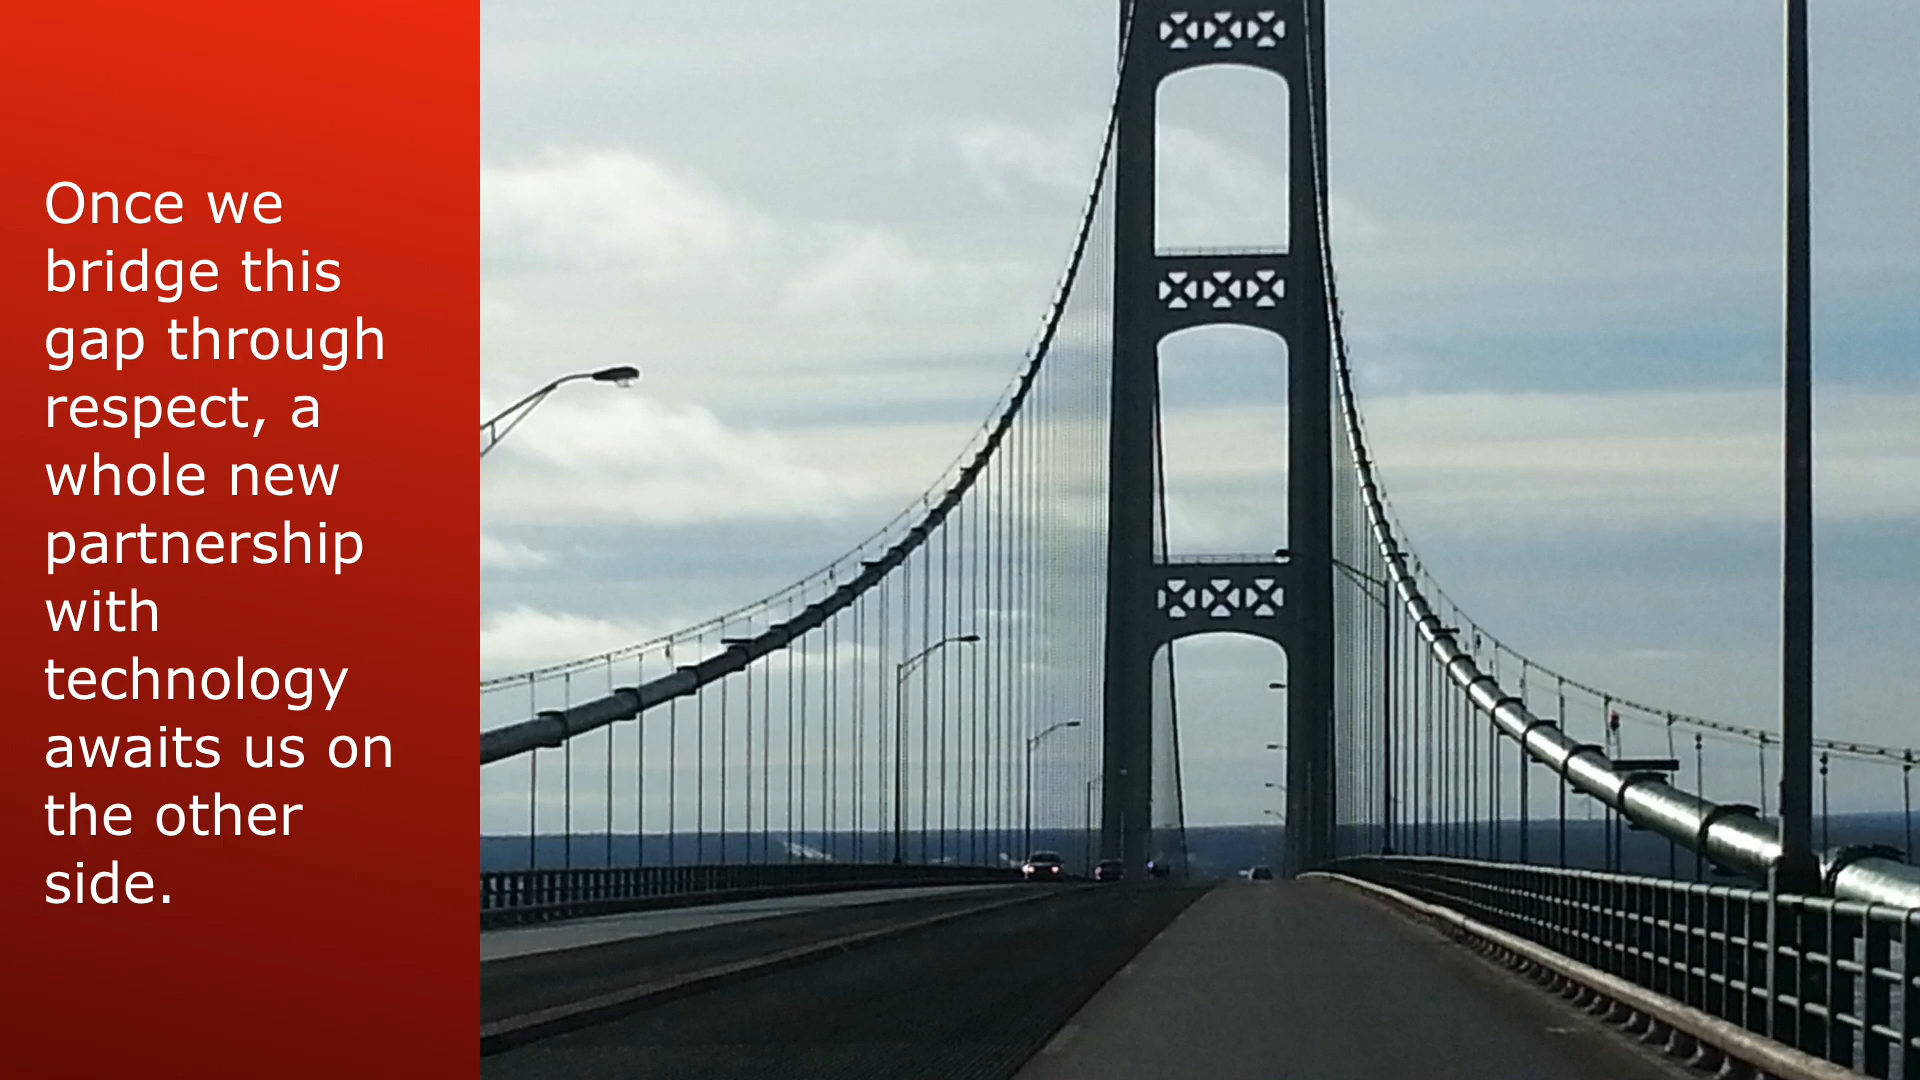 Once we
bridge this
gap through
respect, a
whole new
partnership
with
technology
awaits us on
the other
side.